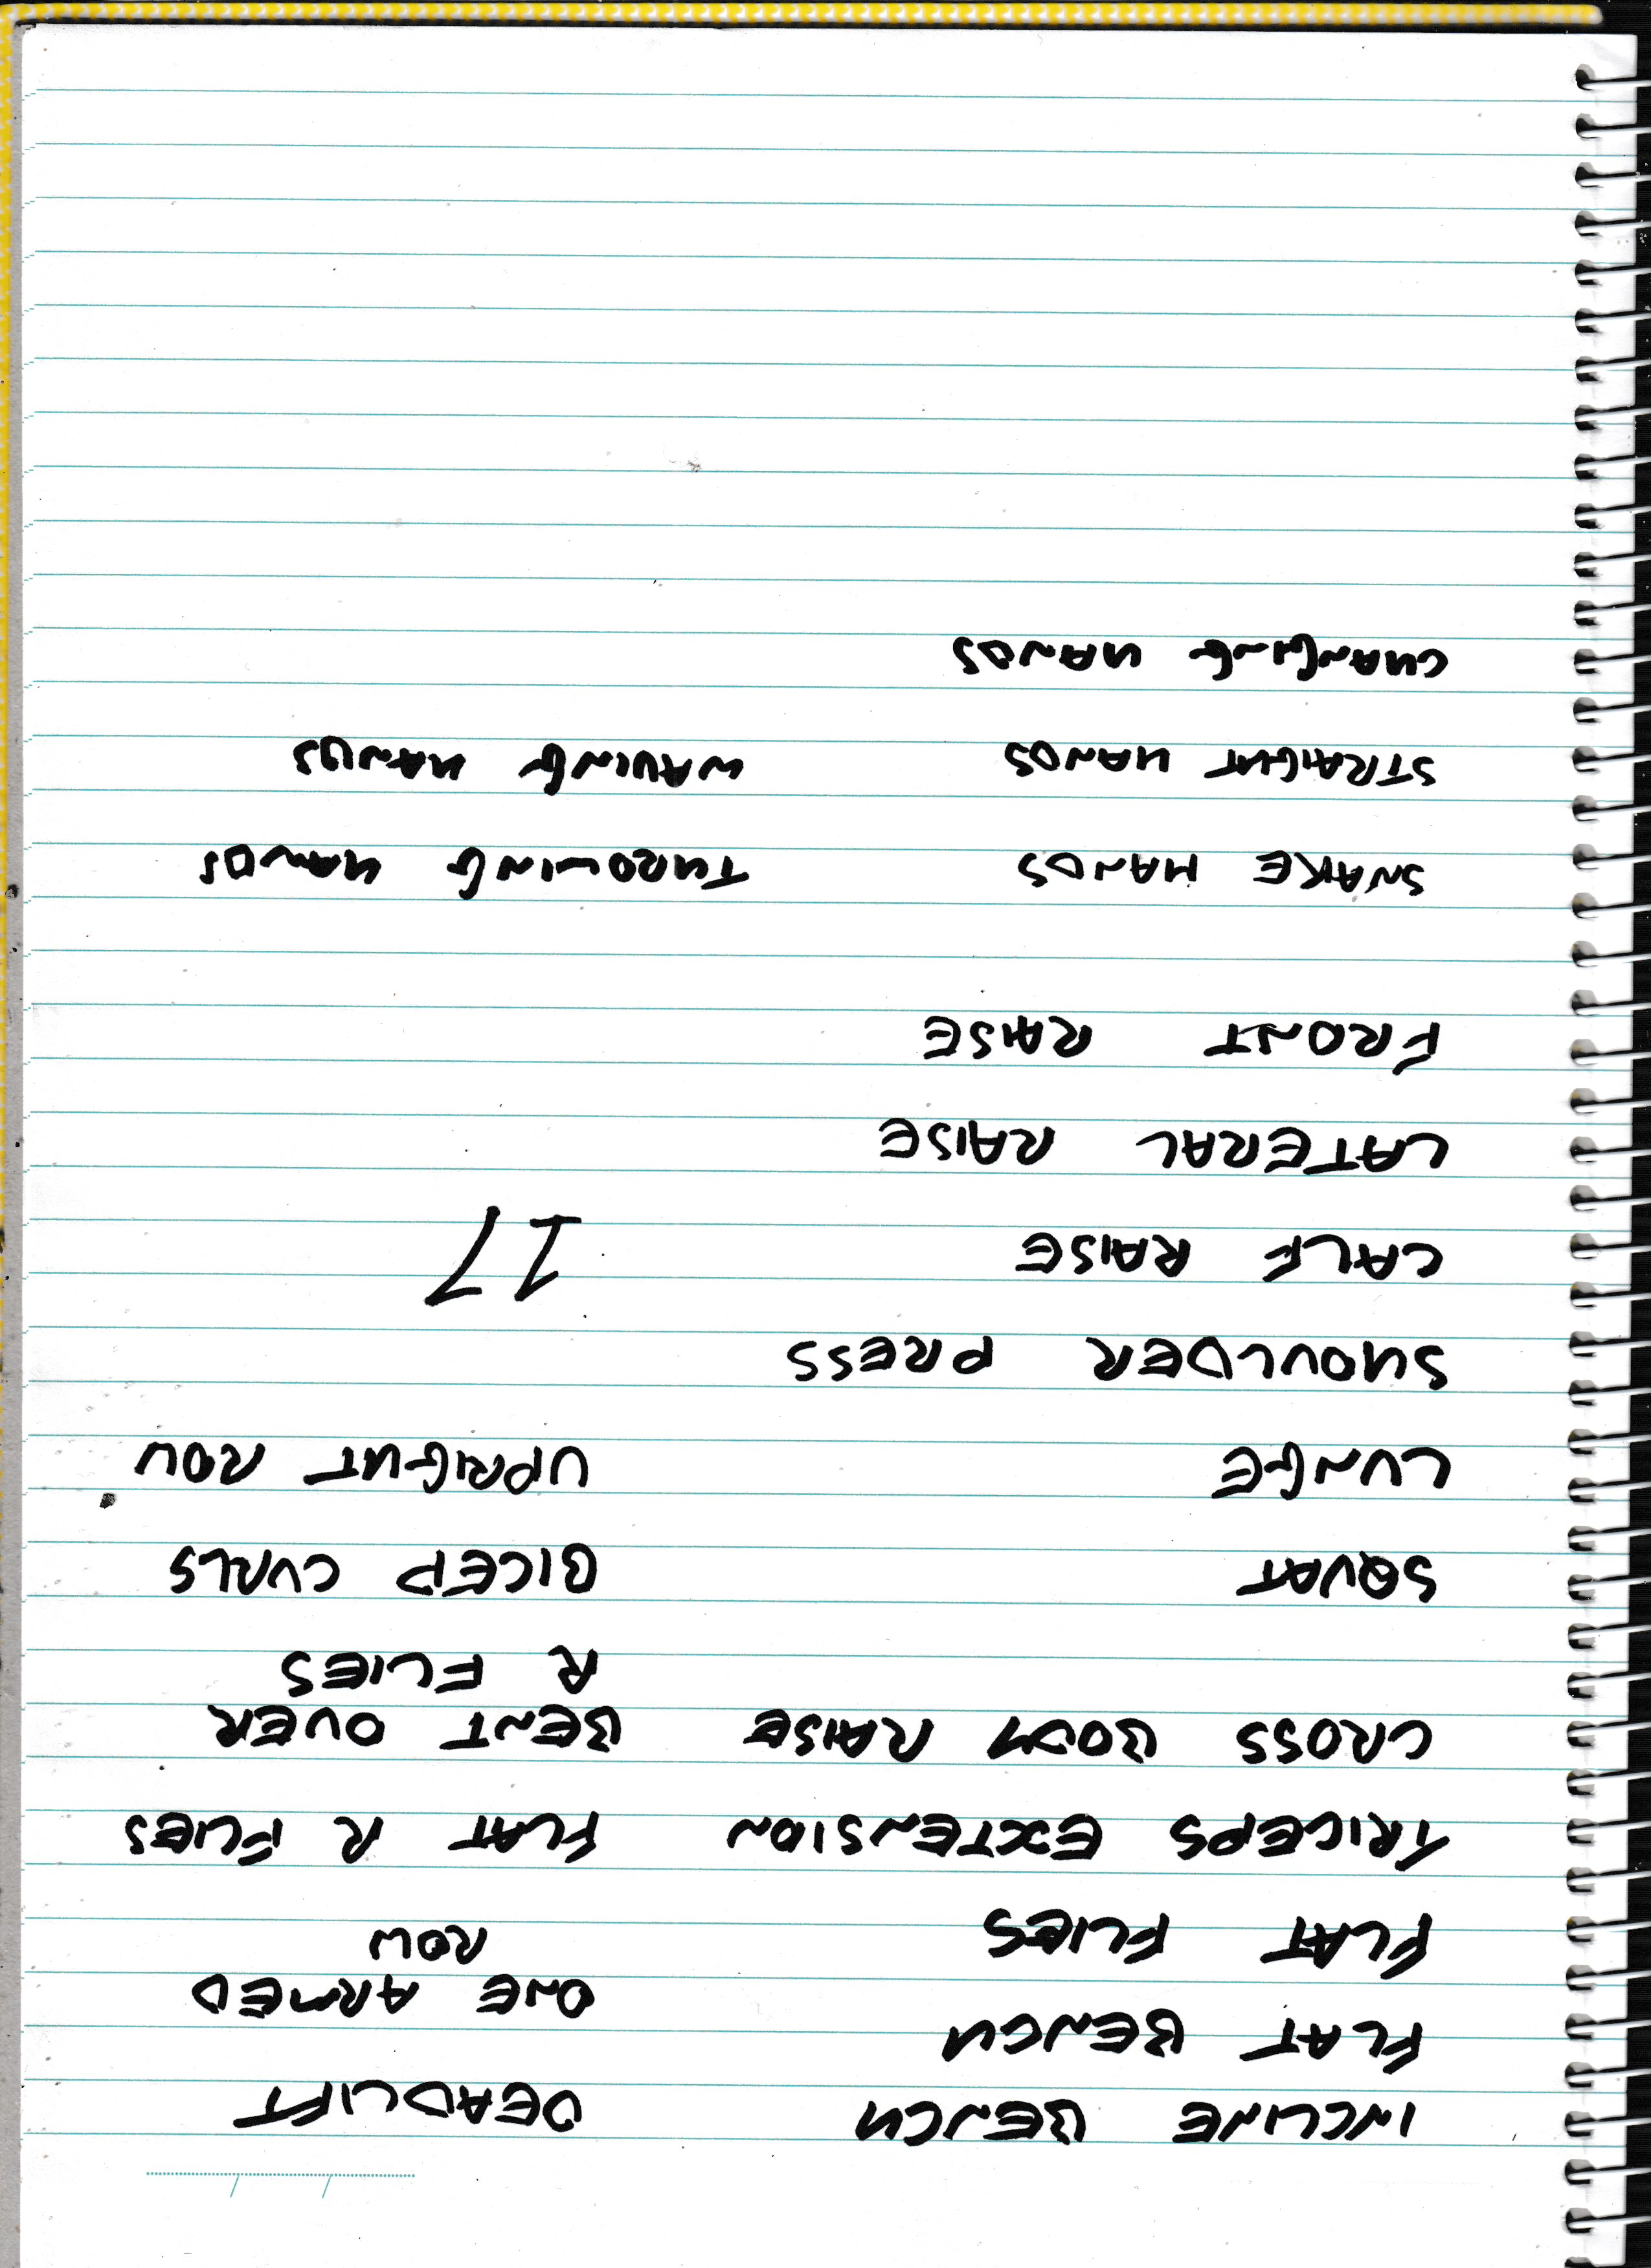 INCLINE BENCH
FLAT BENCH
FLAT FLIES
TRICEPS EXTENSION
CROSS BODY RAISE
SQUAT
LUNGE
SHOULDER PRESS
CALF RAISE
LATERAL RAISE
FRONT RAISE
DEADLIFT
ONE ARMED
ROW
FLAT R FLIES
BENT OVER
R FLIES
BICEP CURLS
UPRIGHT ROW
17
SNAKE HANDS
STRAIGHT HANDS
CHANGING HANDS
THROWING HANDS
WAVING HANDS